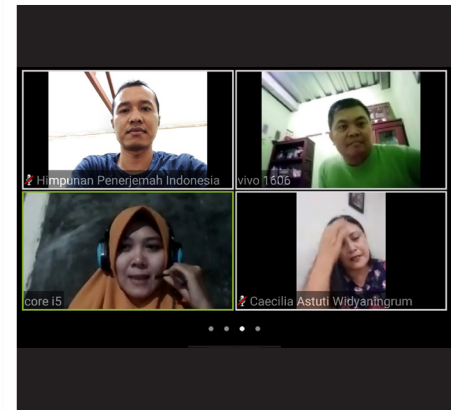 Himpunan Penerjemah Indonesia
vivo 1606
core i5
Caecilia Astuti Widyaningrum